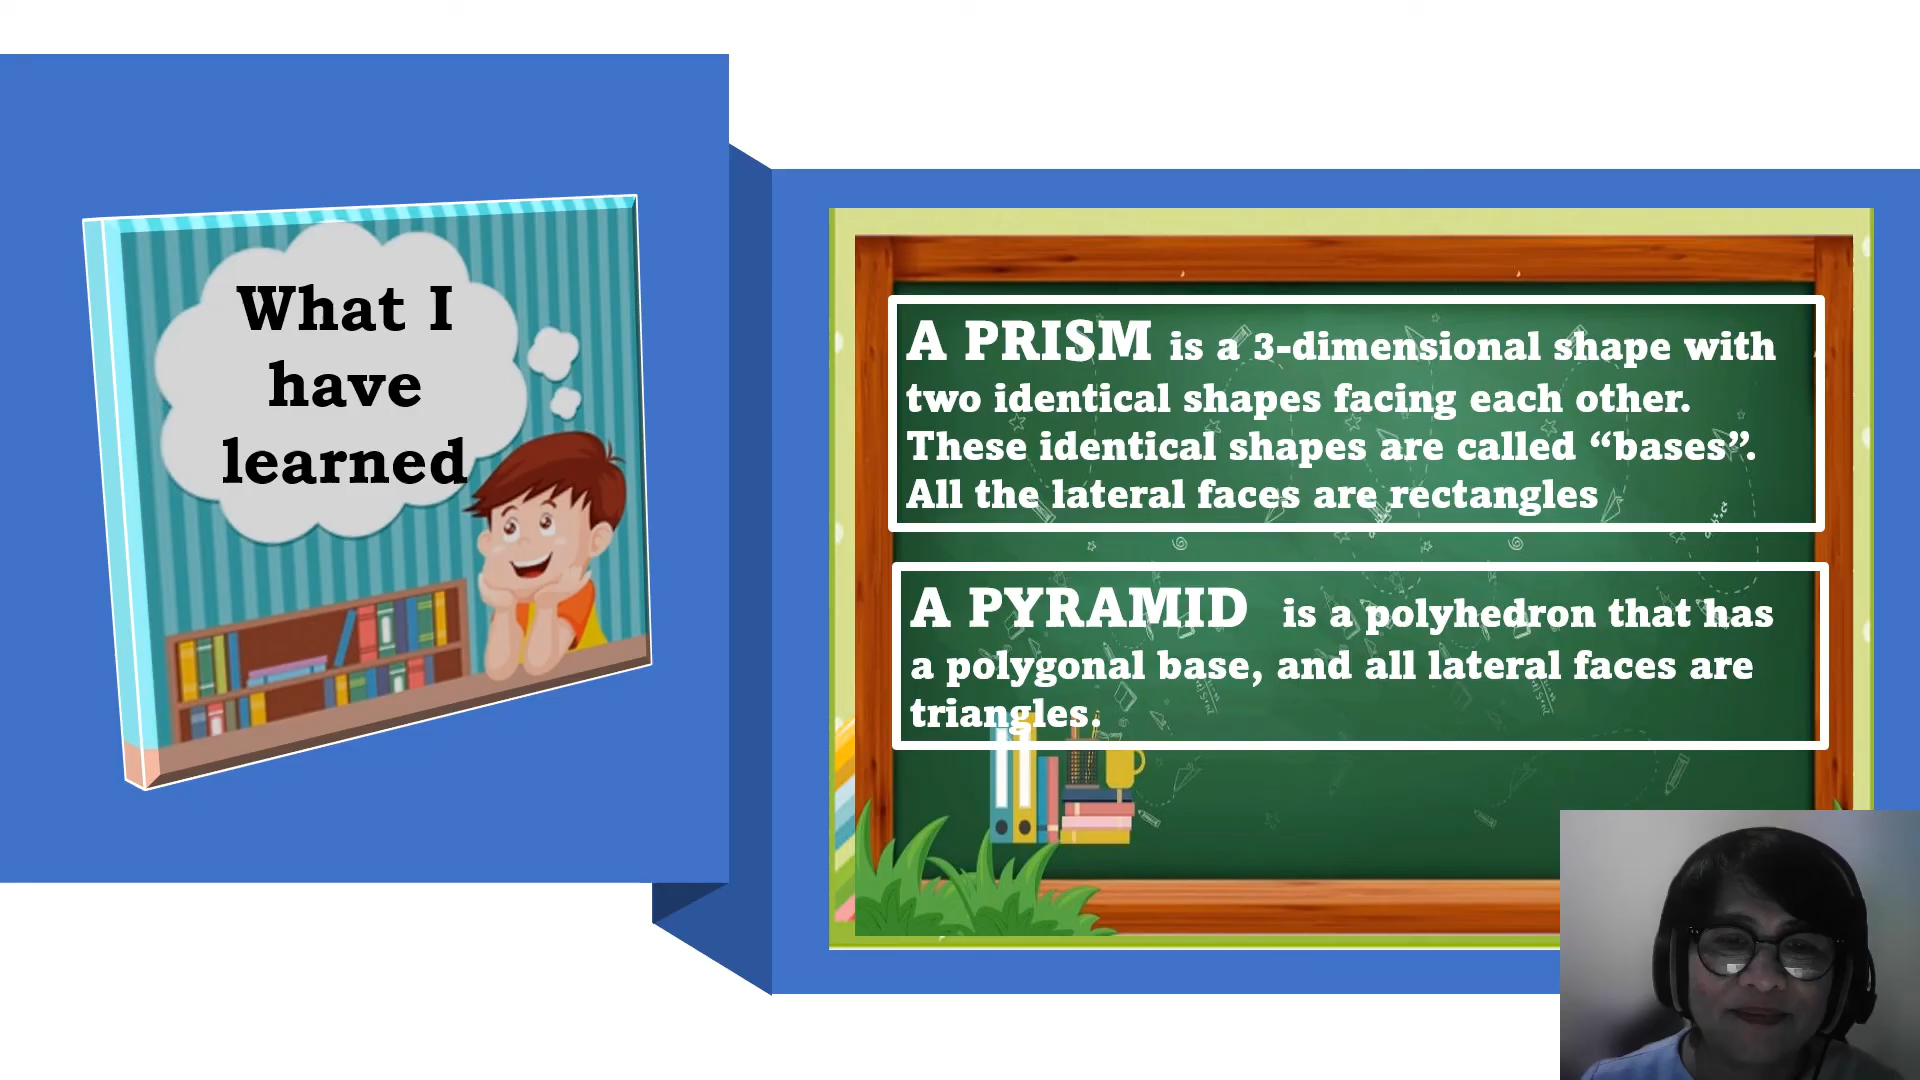 What I
have
learned
A PRISM is a 3-dimensional shape with
two identical shapes facing each other.
These identical shapes are called “bases”.
All the lateral faces are rectangles
A PYRAMID is a polyhedron that has
a polygonal base, and all lateral faces are
triangles.